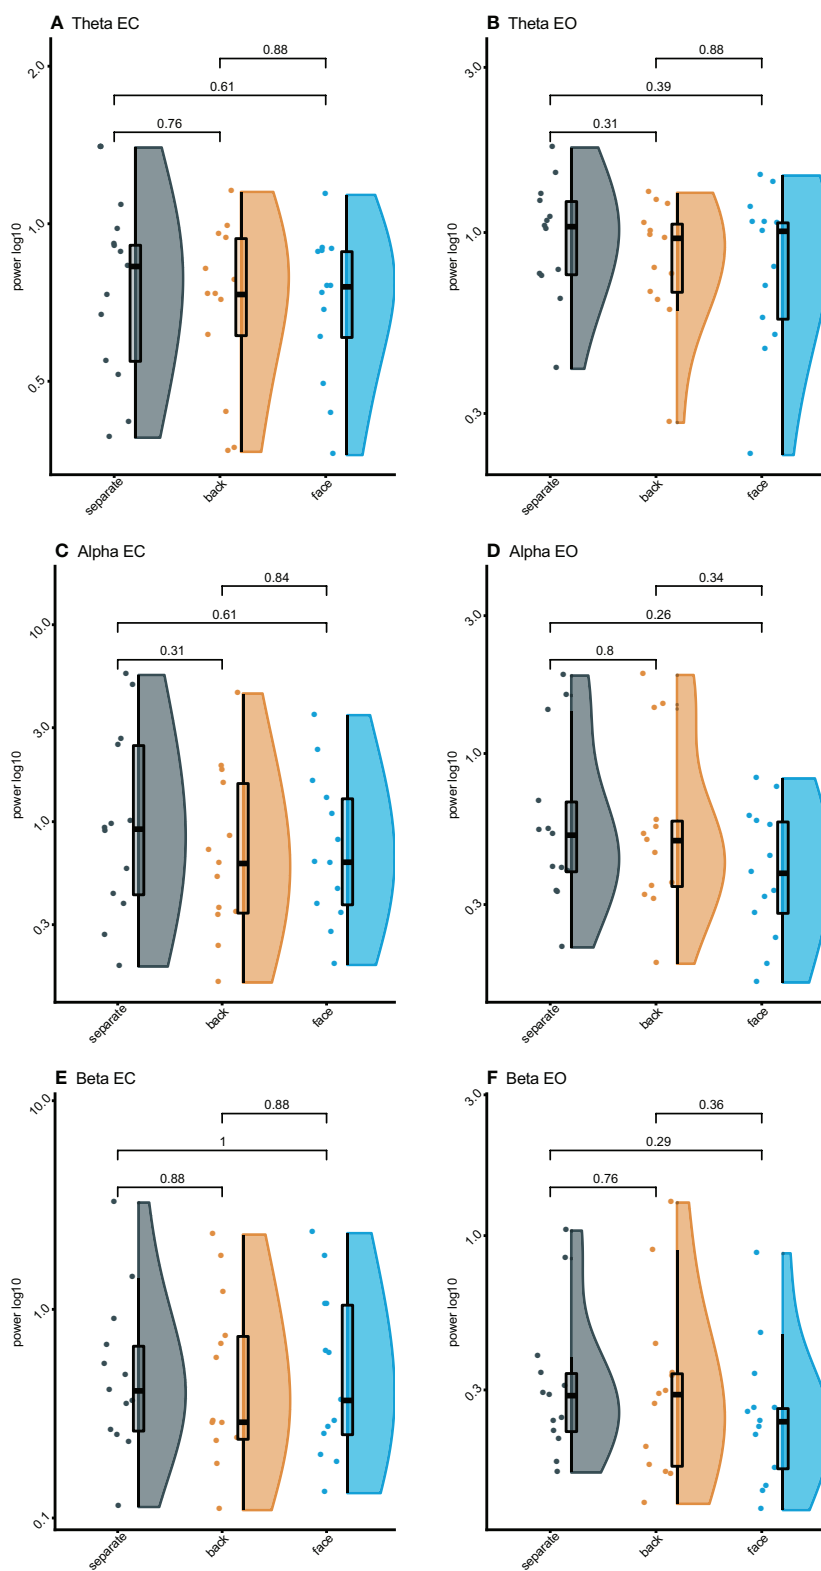 A Theta EC
0.88
0.61
0.76
2.0
1.0
0.5
power log10
separate
back
face
B Theta EO
0.88
0.39
0.31
3.0
1.0
0.3
power log10
separate
back
face
C Alpha EC
0.84
0.61
0.31
10.0
3.0
1.0
0.3
power log10
separate
back
face
D Alpha EO
0.34
0.26
0.8
3.0
1.0
0.3
power log10
separate
back
face
E Beta EC
0.88
1
0.88
10.0
1.0
0.1
power log10
separate
back
face
F Beta EO
0.36
0.29
0.76
3.0
1.0
0.3
power log10
separate
back
face